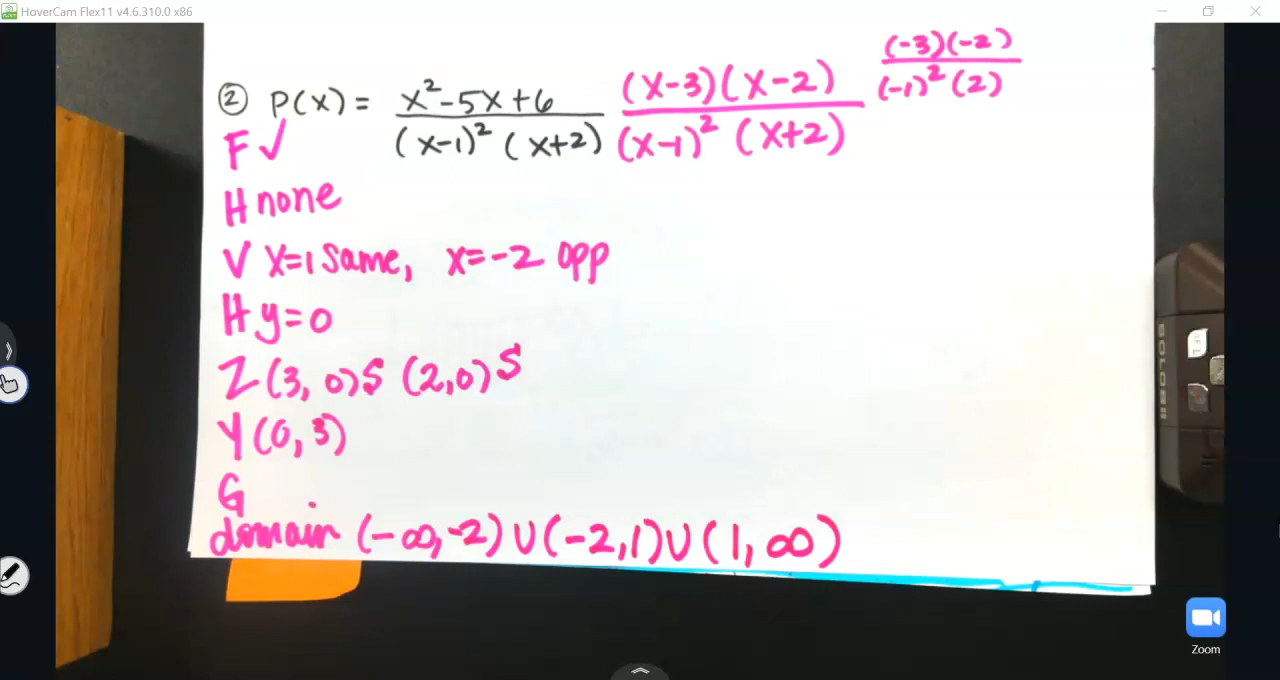 HoverCam Flex11 v4.6.310.0 x86
② P(x) = x²-5x+6 / (x-1)² (x+2) (x-3)(x-2) / (x-1)² (x+2) (-3)(-2) / (-1)² (2)
F✓
H none
V x=1 same, x=-2 opp
H y=0
Z (3, 0)S (2,0)S
Y (0, 3)
G
domain (-∞,-2) ∪ (-2,1) ∪ (1, ∞)
Zoom